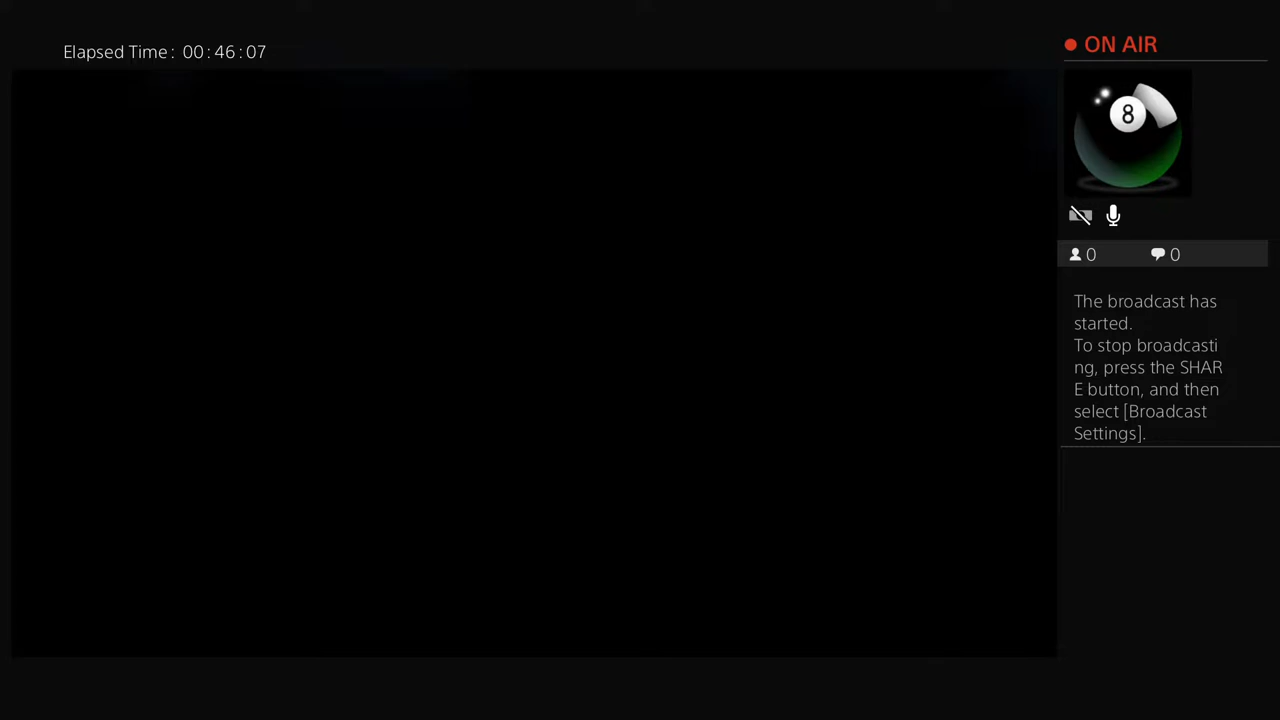 Elapsed Time: 00:46:07
ON AIR
8
0 0
The broadcast has
started.
To stop broadcasti
ng, press the SHAR
E button, and then
select [Broadcast
Settings].